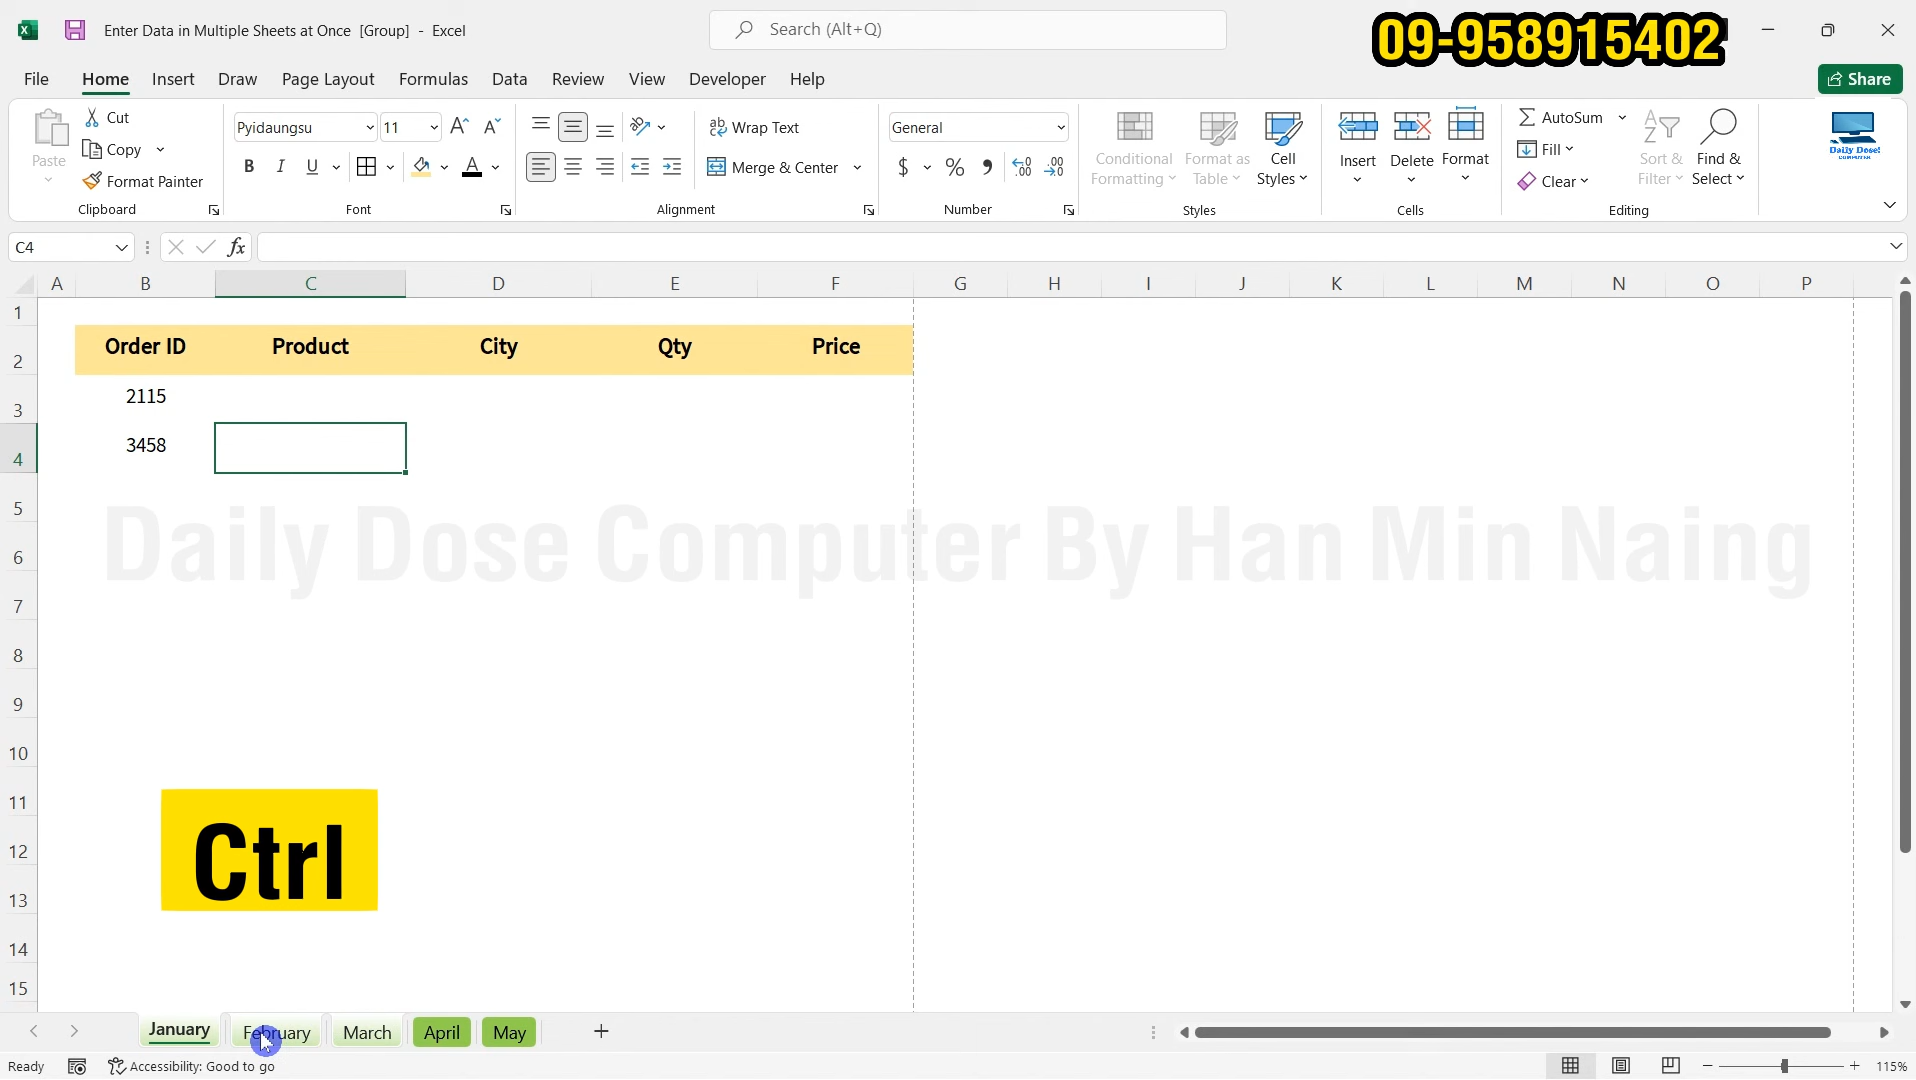 Enter Data in Multiple Sheets at Once [Group] - Excel
Search (Alt+Q)
09-958915402
File Home Insert Draw Page Layout Formulas Data Review View Developer Help
Share
Paste
Cut
Copy
Format Painter
Clipboard
Pyidaungsu 11
B I U
Font
Wrap Text
Merge & Center
Alignment
General
$ % ,
Number
Conditional Formatting
Format as Table
Cell Styles
Styles
Insert Delete Format
Cells
AutoSum
Fill
Clear
Sort & Filter
Find & Select
Editing
Daily Dose!
COMPUTER
C4
fx
A B C D E F G H I J K L M N O P
1
2 Order ID Product City Qty Price
3 2115
4 3458
5
Daily Dose Computer By Han Min Naing
6
7
8
9
10
11
12
Ctrl
13
14
15
January February March April May
Ready Accessibility: Good to go
115%